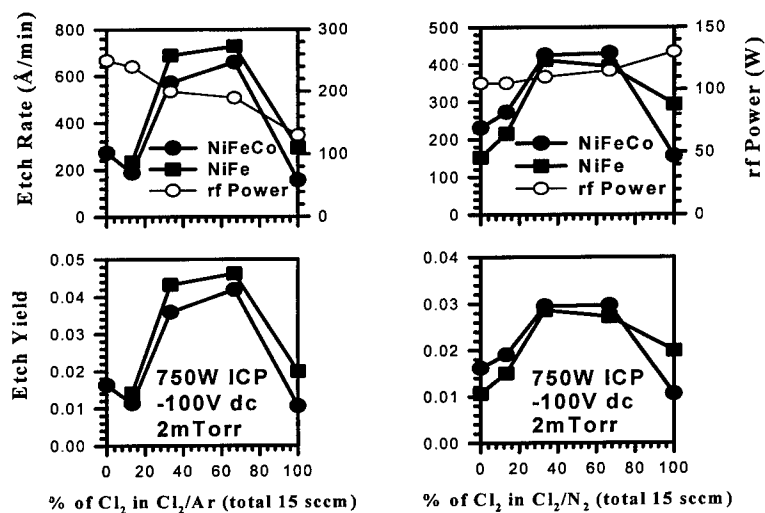 Etch Rate (Å/min)
800
600
400
200
0
300
200
100
0
NiFeCo
NiFe
rf Power
500
400
300
200
100
0
150
100
50
0
rf Power (W)
NiFeCo
NiFe
rf Power
Etch Yield
0.05
0.04
0.03
0.02
0.01
0.00
750W ICP
-100V dc
2mTorr
0 20 40 60 80 100
% of Cl₂ in Cl₂/Ar (total 15 sccm)
0.04
0.03
0.02
0.01
0.00
750W ICP
-100V dc
2mTorr
0 20 40 60 80 100
% of Cl₂ in Cl₂/N₂ (total 15 sccm)